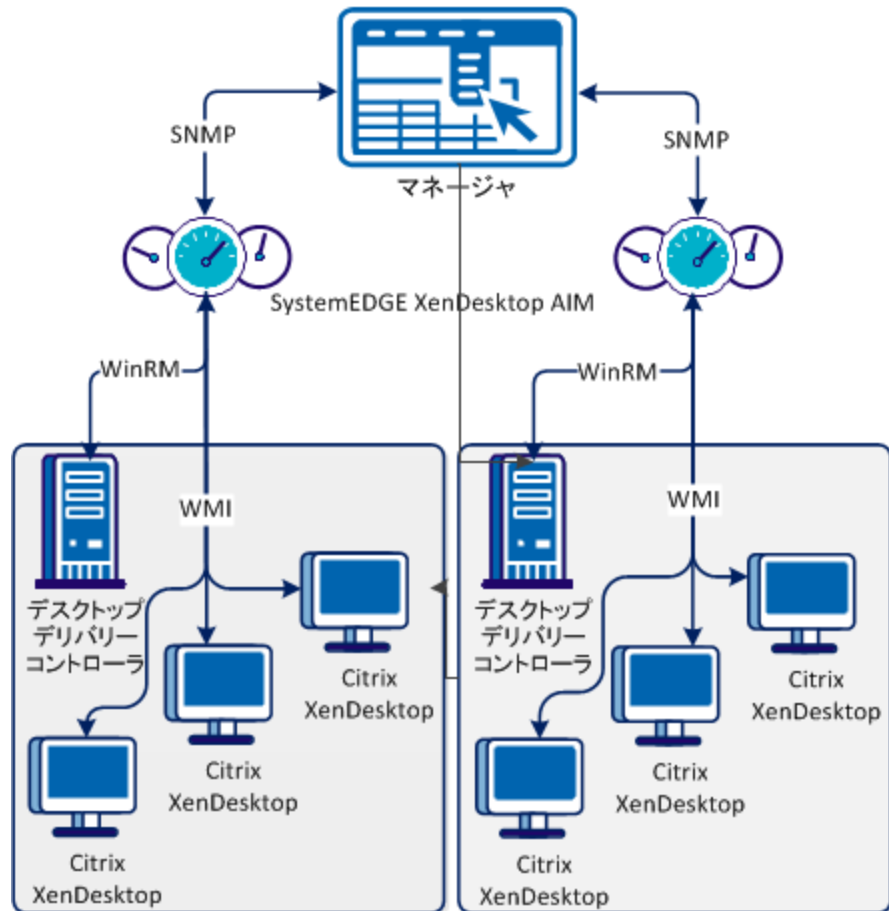 SNMP
SNMP
マネージャ
SystemEDGE XenDesktop AIM
WinRM
WinRM
WMI
WMI
デスクトップ
デリバリー
コントローラ
Citrix
XenDesktop
Citrix
XenDesktop
Citrix
XenDesktop
デスクトップ
デリバリー
コントローラ
Citrix
XenDesktop
Citrix
XenDesktop
Citrix
XenDesktop